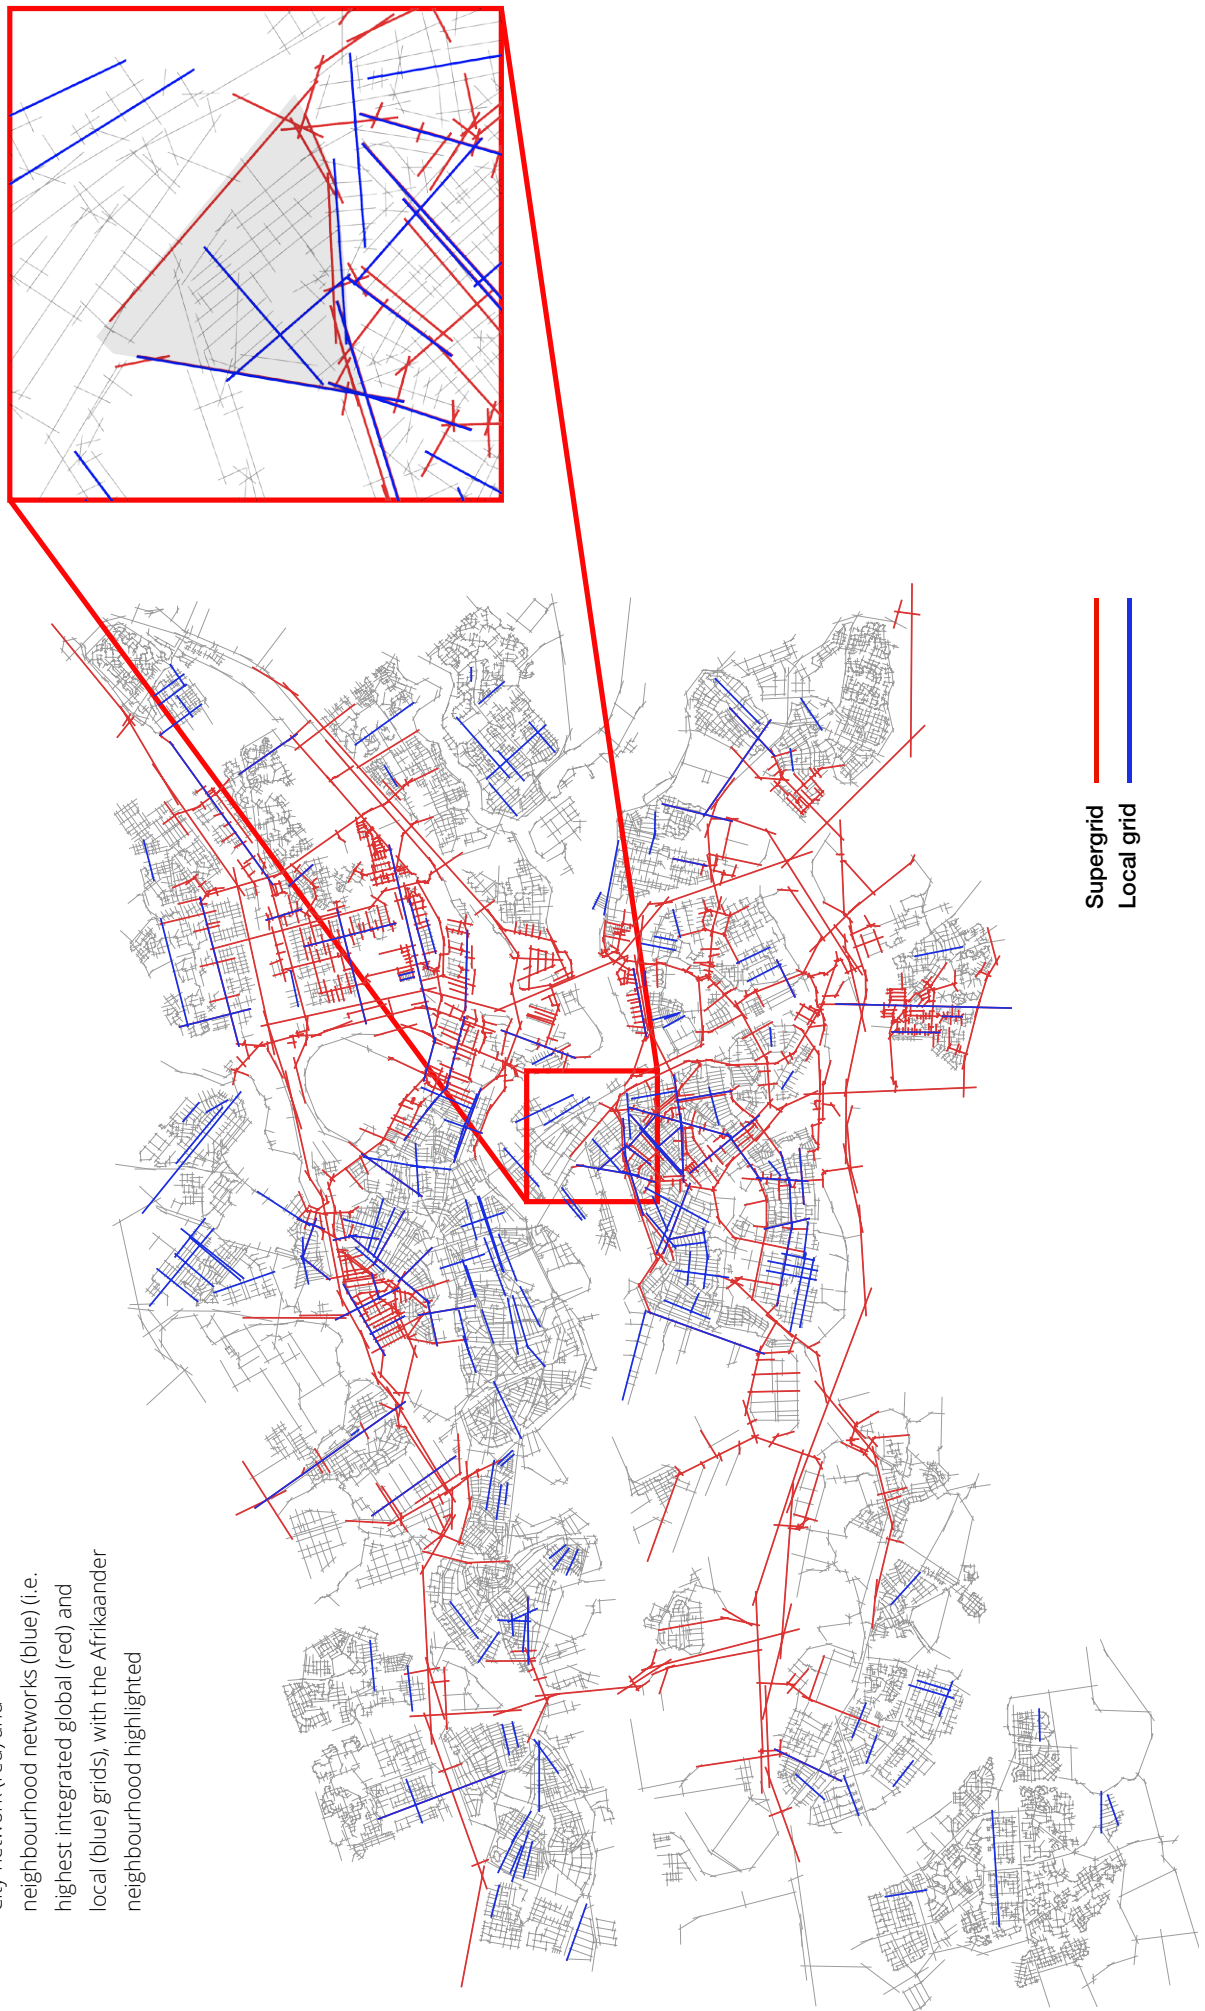 neighbourhood networks (blue) (i.e.
highest integrated global (red) and
local (blue) grids), with the Afrikaander
neighbourhood highlighted
Supergrid
Local grid